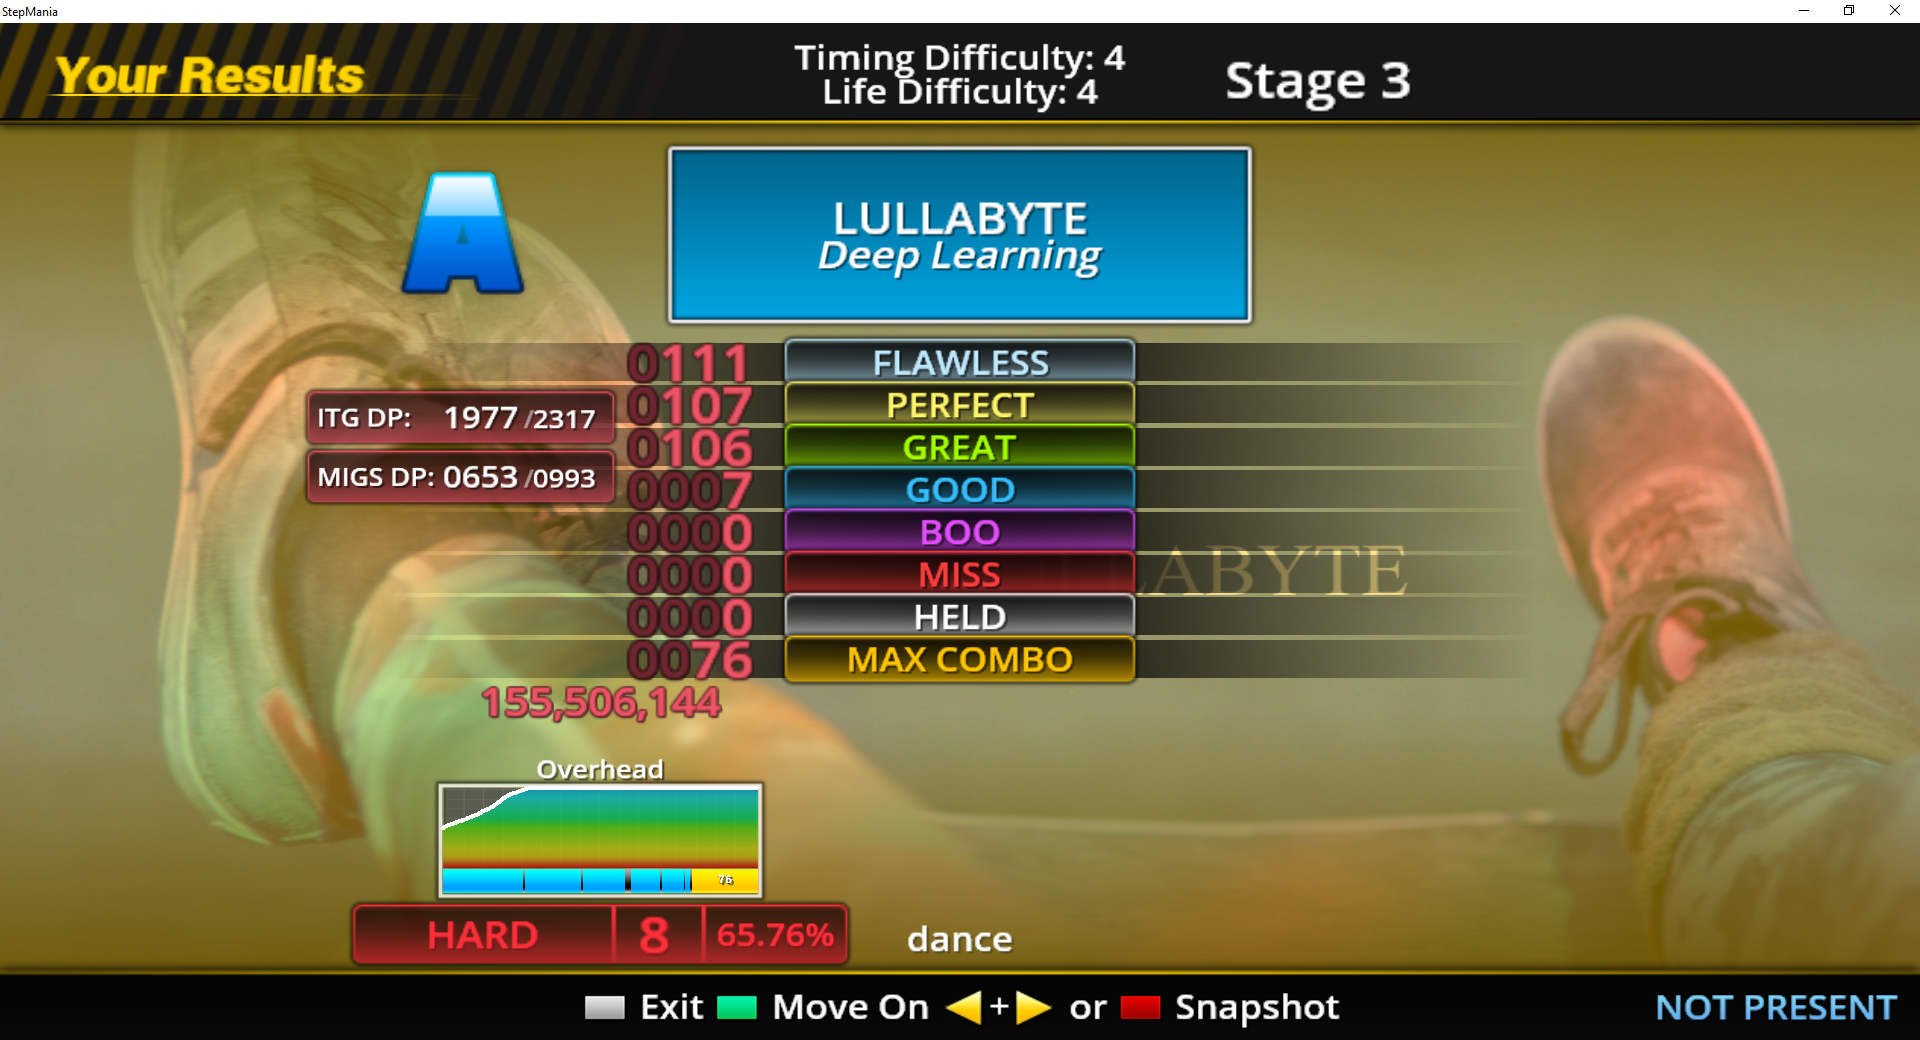 StepMania
Your Results
Timing Difficulty: 4
Life Difficulty: 4
Stage 3
A
LULLABYTE
Deep Learning
0111 FLAWLESS
0107 PERFECT
ITG DP: 1977 /2317
0106 GREAT
MIGS DP: 0653 /0993
0007 GOOD
0000 BOO
0000 MISS
LABYTE
0000 HELD
0076 MAX COMBO
155,506,144
Overhead
76
HARD 8 65.76%
dance
Exit Move On + or Snapshot
NOT PRESENT